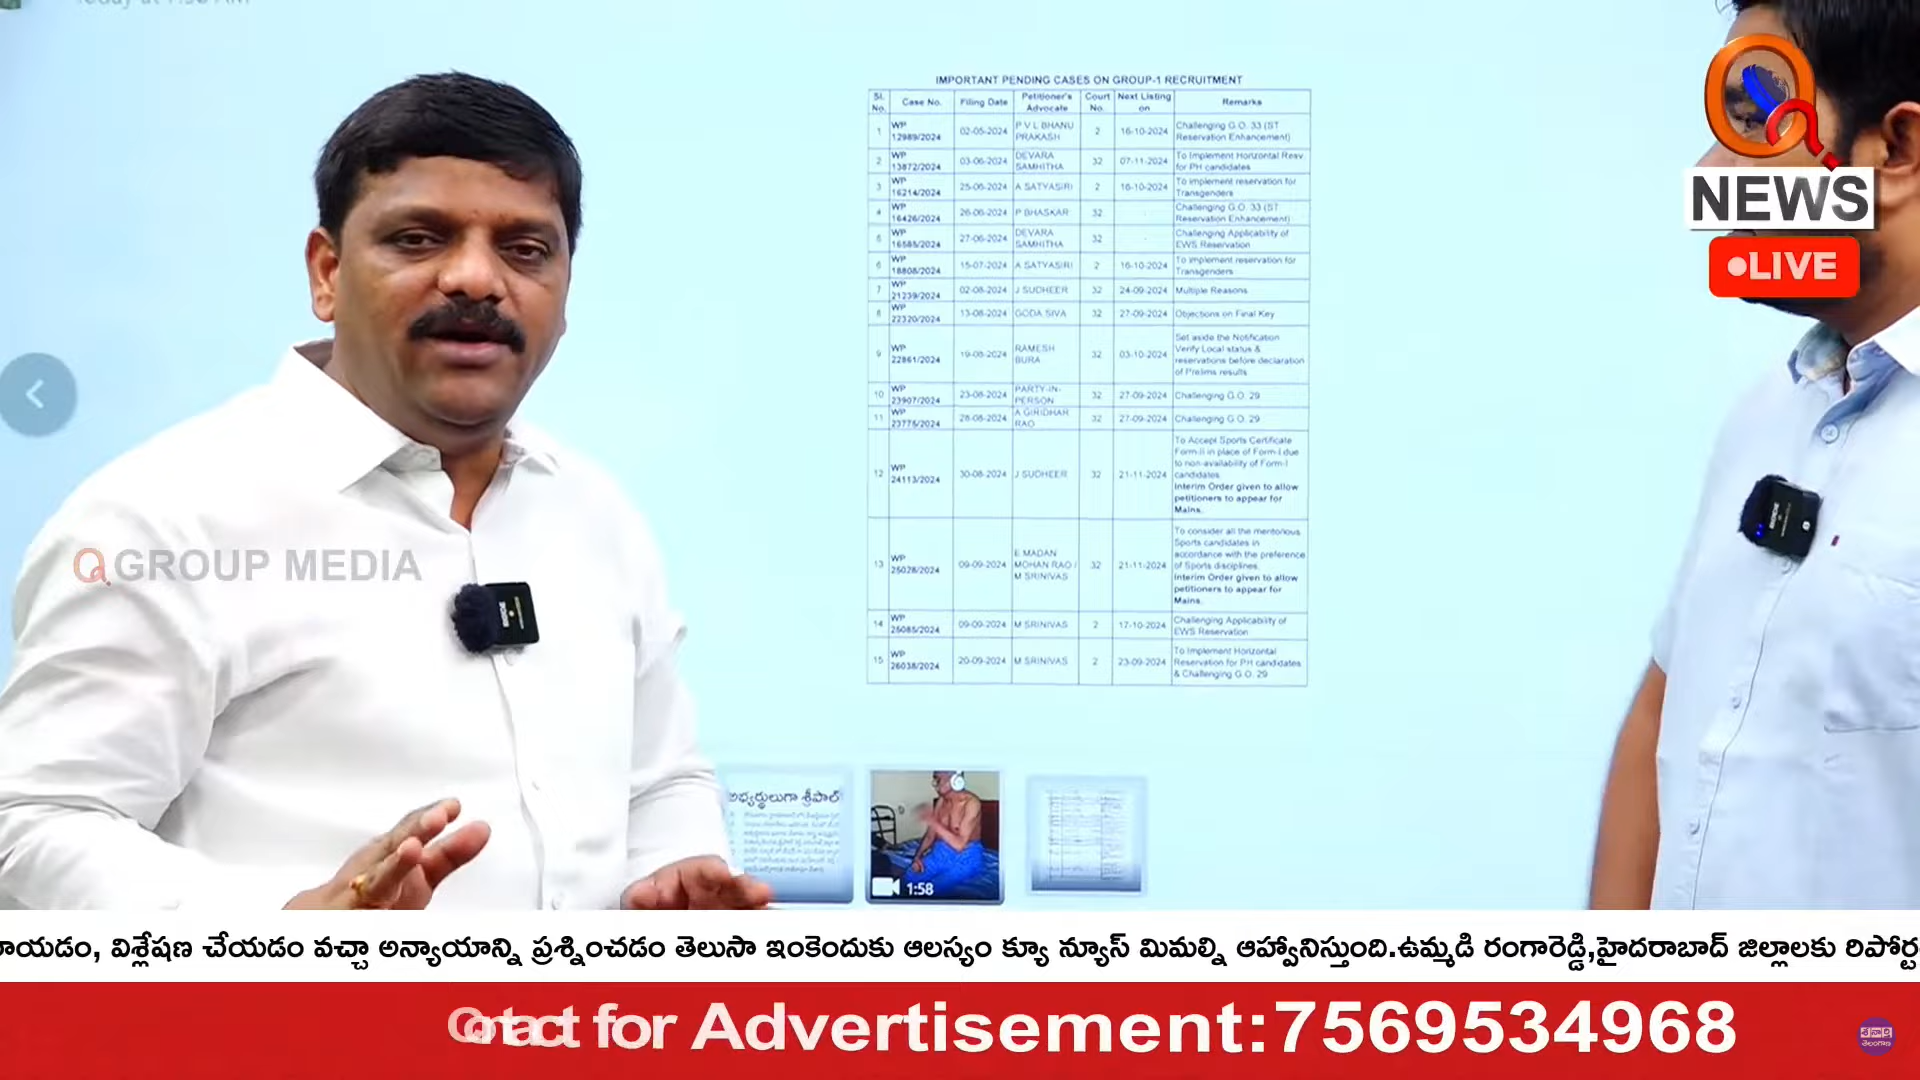 IMPORTANT PENDING CASES ON GROUP-1 RECRUITMENT
Sl. No. Case No. Filing Date Petitioner's Advocate Court No. Next Listing on Remarks
1 WP 12989/2024 02-05-2024 P V L BHANU PRAKASH 2 16-10-2024 Challenging G.O. 33 (ST Reservation Enhancement)
2 WP 13872/2024 03-06-2024 DEVARA SAMHITHA 32 07-11-2024 To Implement Horizontal Resv. for PH candidates
3 WP 16214/2024 25-06-2024 A SATYASIRI 2 16-10-2024 To implement reservation for Transgenders
4 WP 16426/2024 26-06-2024 P BHASKAR 32 - Challenging G.O. 33 (ST Reservation Enhancement)
5 WP 16585/2024 27-06-2024 DEVARA SAMHITHA 32 - Challenging Applicability of EWS Reservation
6 WP 18808/2024 15-07-2024 A SATYASIRI 2 16-10-2024 To implement reservation for Transgenders
7 WP 21239/2024 02-08-2024 J SUDHEER 32 24-09-2024 Multiple Reasons
8 WP 22320/2024 13-08-2024 GODA SIVA 32 27-09-2024 Objections on Final Key
9 WP 22861/2024 19-08-2024 RAMESH BURA 32 03-10-2024 Set aside the Notification Verify Local status & reservations before declaration of Prelims results
10 WP 23907/2024 23-08-2024 PARTY-IN-PERSON 32 27-09-2024 Challenging G.O. 29
11 WP 23775/2024 28-08-2024 A GIRIDHAR RAO 32 27-09-2024 Challenging G.O. 29
12 WP 24113/2024 30-08-2024 J SUDHEER 32 21-11-2024 To Accept Sports Certificate Form-II in place of Form-I due to non-availability of Form-I candidates. Interim Order given to allow petitioners to appear for Mains.
13 WP 25028/2024 09-09-2024 E MADAN MOHAN RAO / M SRINIVAS 32 21-11-2024 To consider all the meritorious Sports candidates in accordance with the preference of Sports disciplines. Interim Order given to allow petitioners to appear for Mains.
14 WP 25085/2024 09-09-2024 M SRINIVAS 2 17-10-2024 Challenging Applicability of EWS Reservation
15 WP 26038/2024 20-09-2024 M SRINIVAS 2 23-09-2024 To Implement Horizontal Reservation for PH candidates & Challenging G.O. 29
Q
NEWS
LIVE
Q GROUP MEDIA
అభ్యర్థులుగా శ్రీపాల్
1:58
ాయడం, విశ్లేషణ చేయడం వచ్చా అన్యాయాన్ని ప్రశ్నించడం తెలుసా ఇంకెందుకు ఆలస్యం క్యూ న్యూస్ మిమల్ని ఆహ్వానిస్తుంది.ఉమ్మడి రంగారెడ్డి,హైదరాబాద్ జిల్లాలకు రిపోర్ట
for Advertisement:7569534968